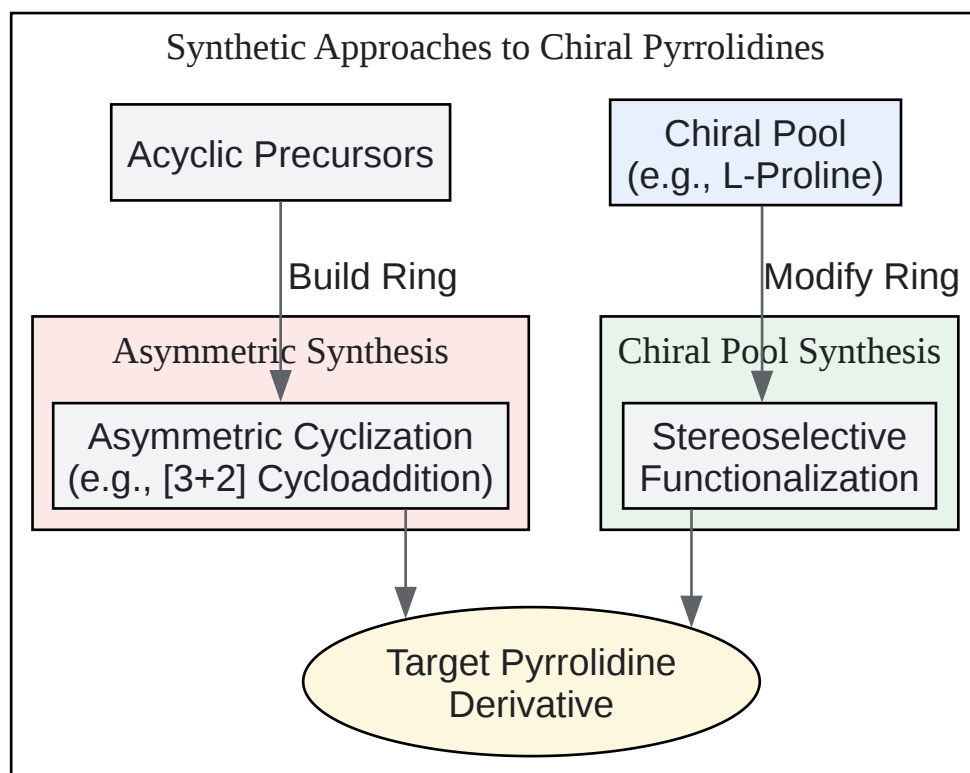 Synthetic Approaches to Chiral Pyrrolidines
Acyclic Precursors
Chiral Pool
(e.g., L-Proline)
Build Ring
Modify Ring
Asymmetric Synthesis
Chiral Pool Synthesis
Asymmetric Cyclization
(e.g., [3+2] Cycloaddition)
Stereoselective
Functionalization
Target Pyrrolidine
Derivative